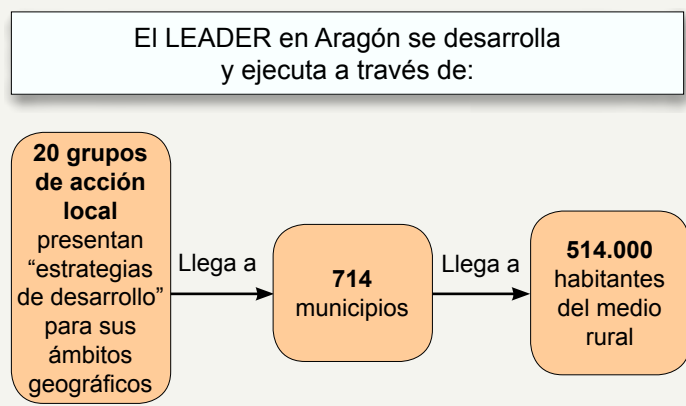 El LEADER en Aragón se desarrolla
y ejecuta a través de:
20 grupos
de acción
local
presentan
“estrategias
de desarrollo”
para sus
ámbitos
geográficos
Llega a
714
municipios
Llega a
514.000
habitantes
del medio
rural